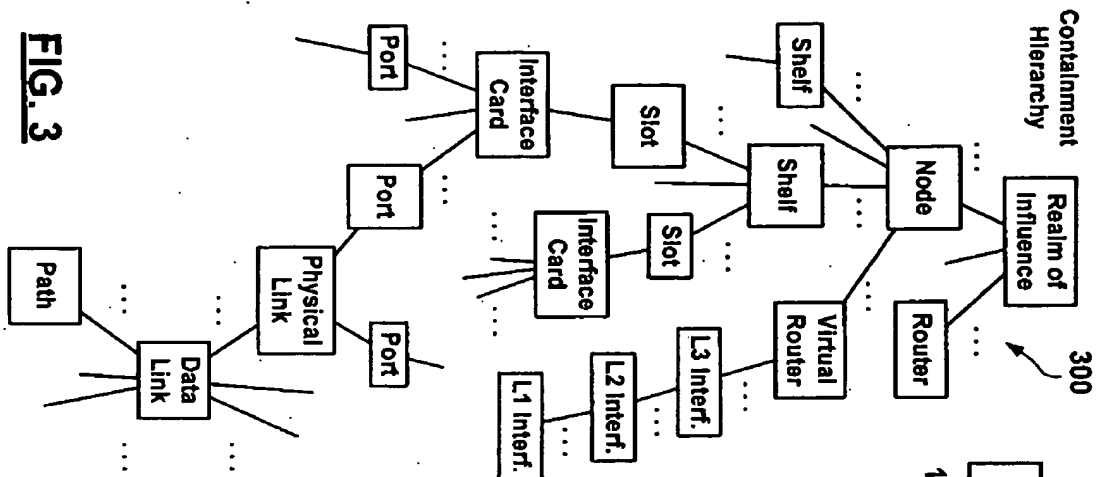 Containment
Hierarchy
300
Realm of
Influence
...
Node
Router
...
...
Shelf
Shelf
Virtual
Router
...
...
Slot
Slot
L3 Interf.
...
Interface
Card
Interface
Card
L2 Interf.
...
...
...
...
L1 Interf.
...
Port
Port
Physical
Link
Port
...
...
Data
Link
...
...
Path
FIG. 3
1